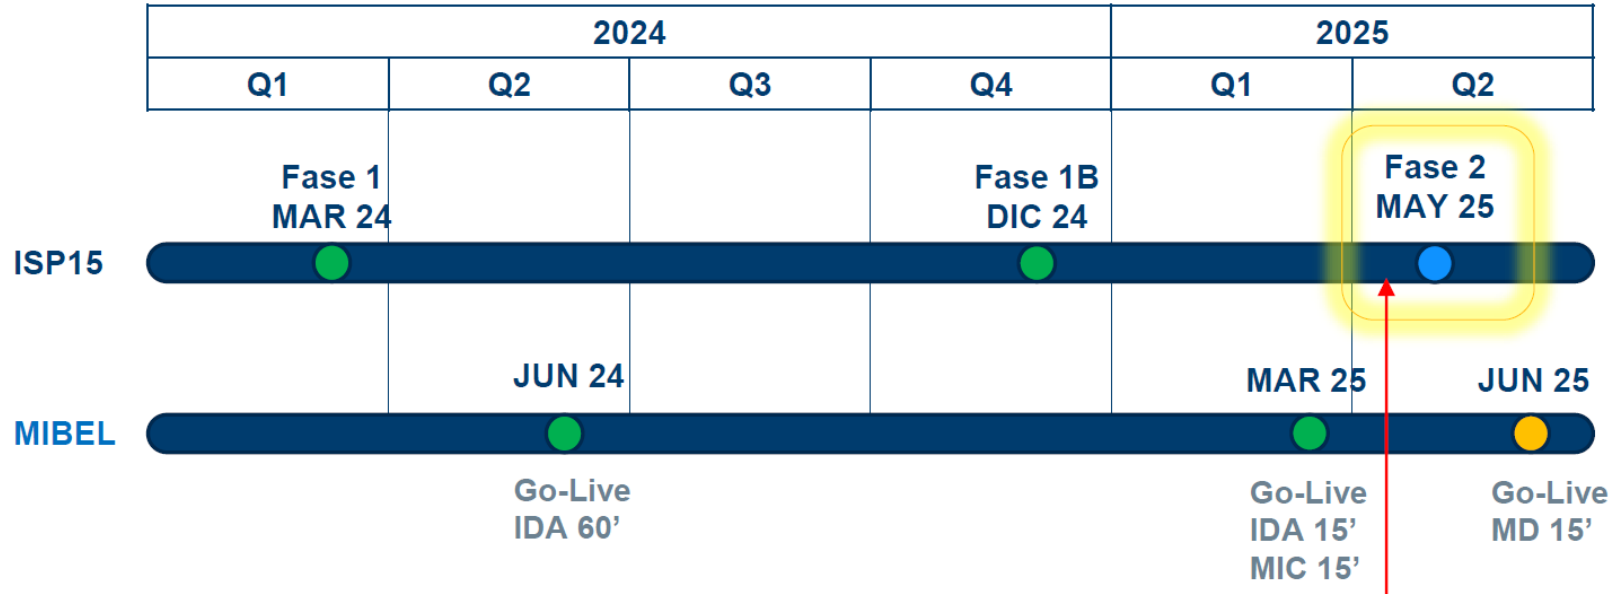 2024 2025
Q1 Q2 Q3 Q4 Q1 Q2
Fase 1
MAR 24
Fase 1B
DIC 24
Fase 2
MAY 25
ISP15
JUN 24
MAR 25
JUN 25
MIBEL
Go-Live
IDA 60’
Go-Live
IDA 15’
MIC 15’
Go-Live
MD 15’